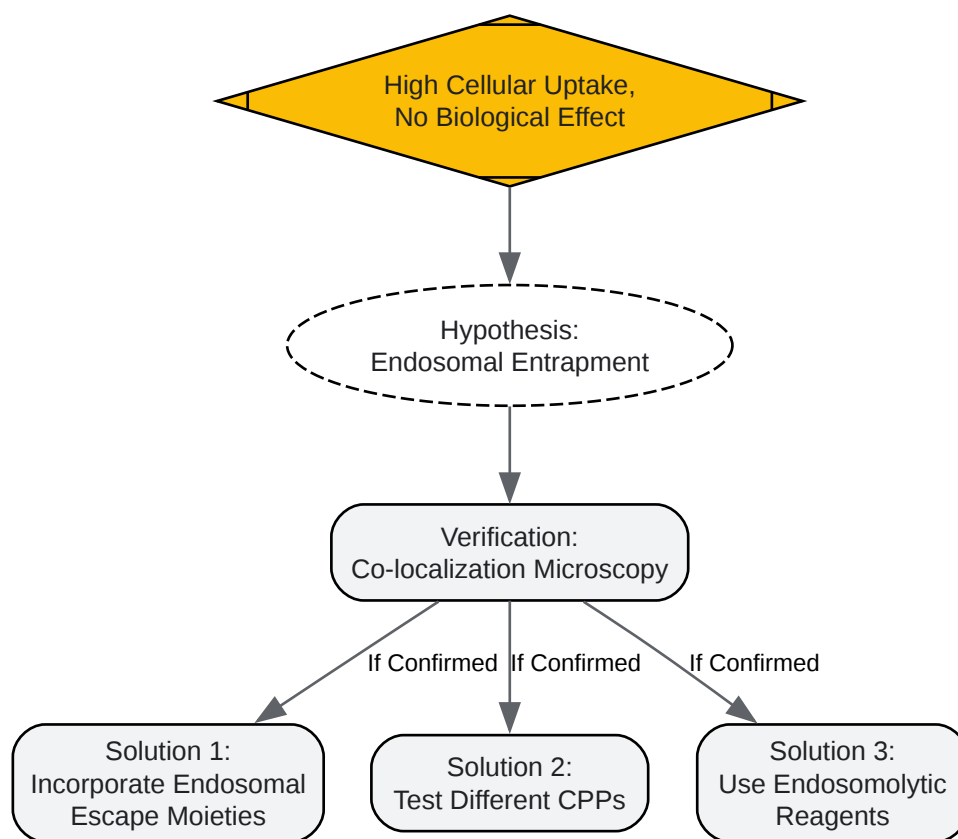 High Cellular Uptake,
No Biological Effect
Hypothesis:
Endosomal Entrapment
Verification:
Co-localization Microscopy
If Confirmed
If Confirmed
If Confirmed
Solution 1:
Incorporate Endosomal
Escape Moieties
Solution 2:
Test Different CPPs
Solution 3:
Use Endosomolytic
Reagents